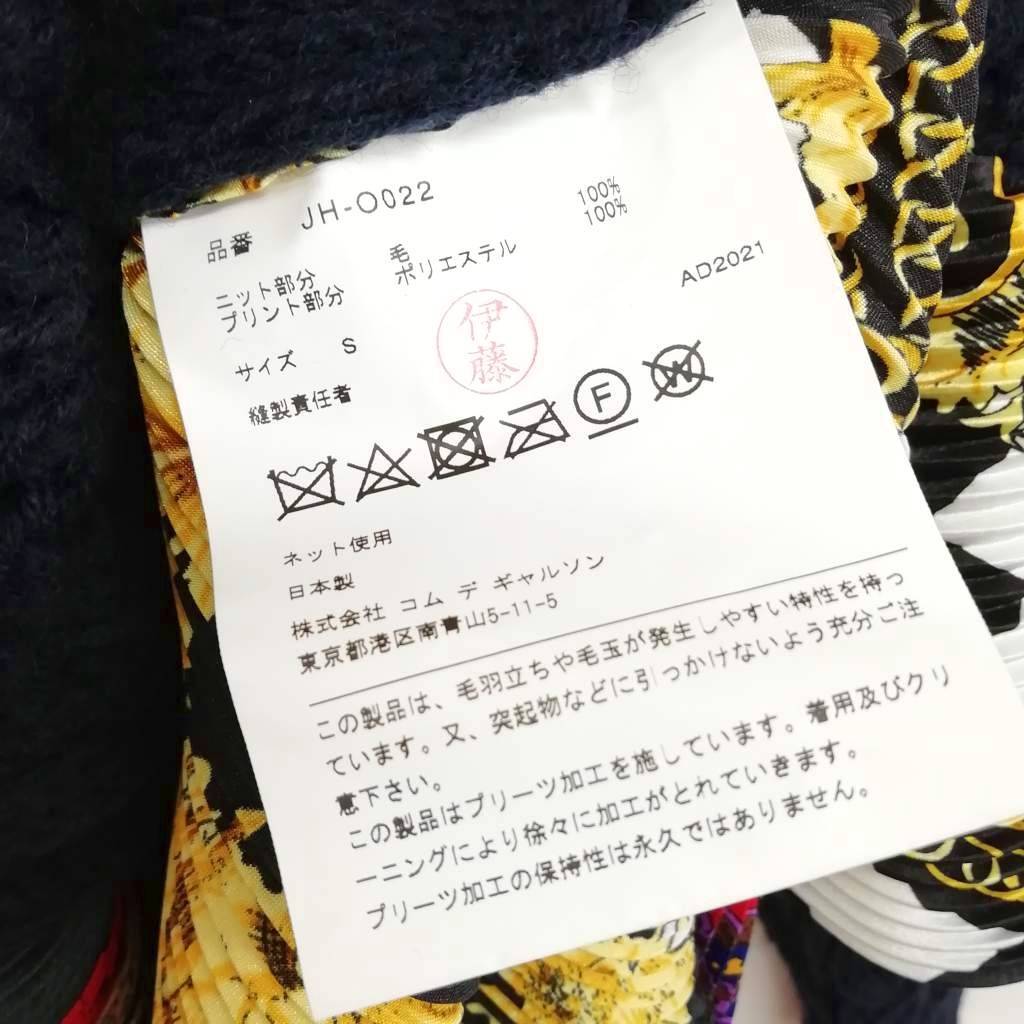 品番 JH-O022
ニット部分 毛 100%
プリント部分 ポリエステル 100%
AD2021
サイズ S
縫製責任者 伊藤
F
W
ネット使用
日本製
株式会社 コム デ ギャルソン
東京都港区南青山5-11-5
この製品は、毛羽立ちや毛玉が発生しやすい特性を持っ
ています。又、突起物などに引っかけないよう充分ご注
意下さい。
この製品はプリーツ加工を施しています。着用及びクリ
ーニングにより徐々に加工がとれていきます。
プリーツ加工の保持性は永久ではありません。